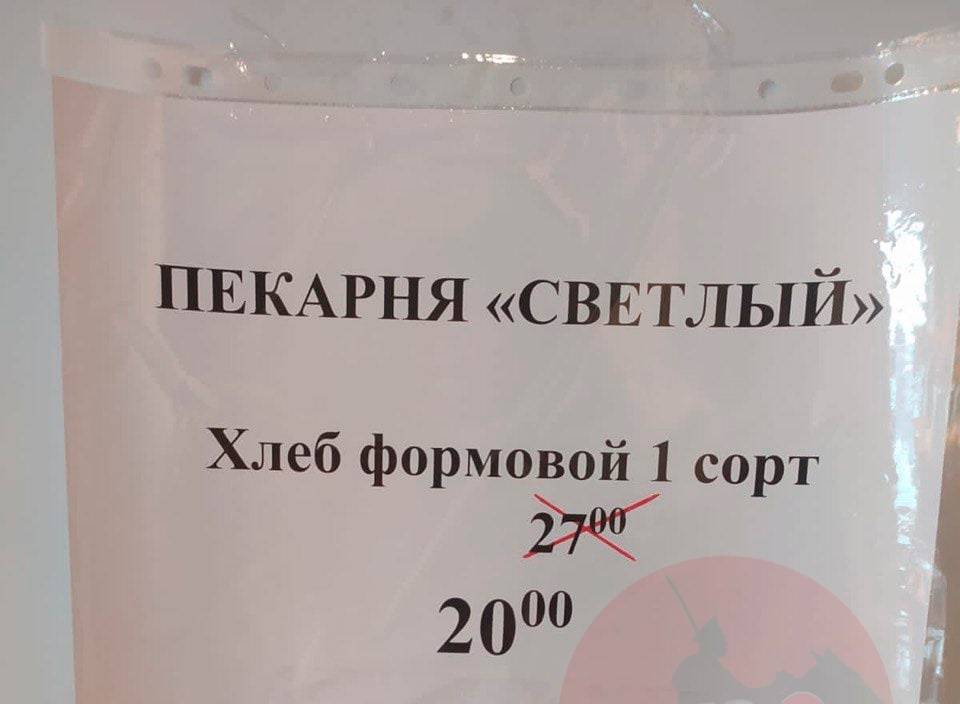 ПЕКАРНЯ «СВЕТЛЫЙ»
Хлеб формовой 1 сорт
27⁰⁰
20⁰⁰